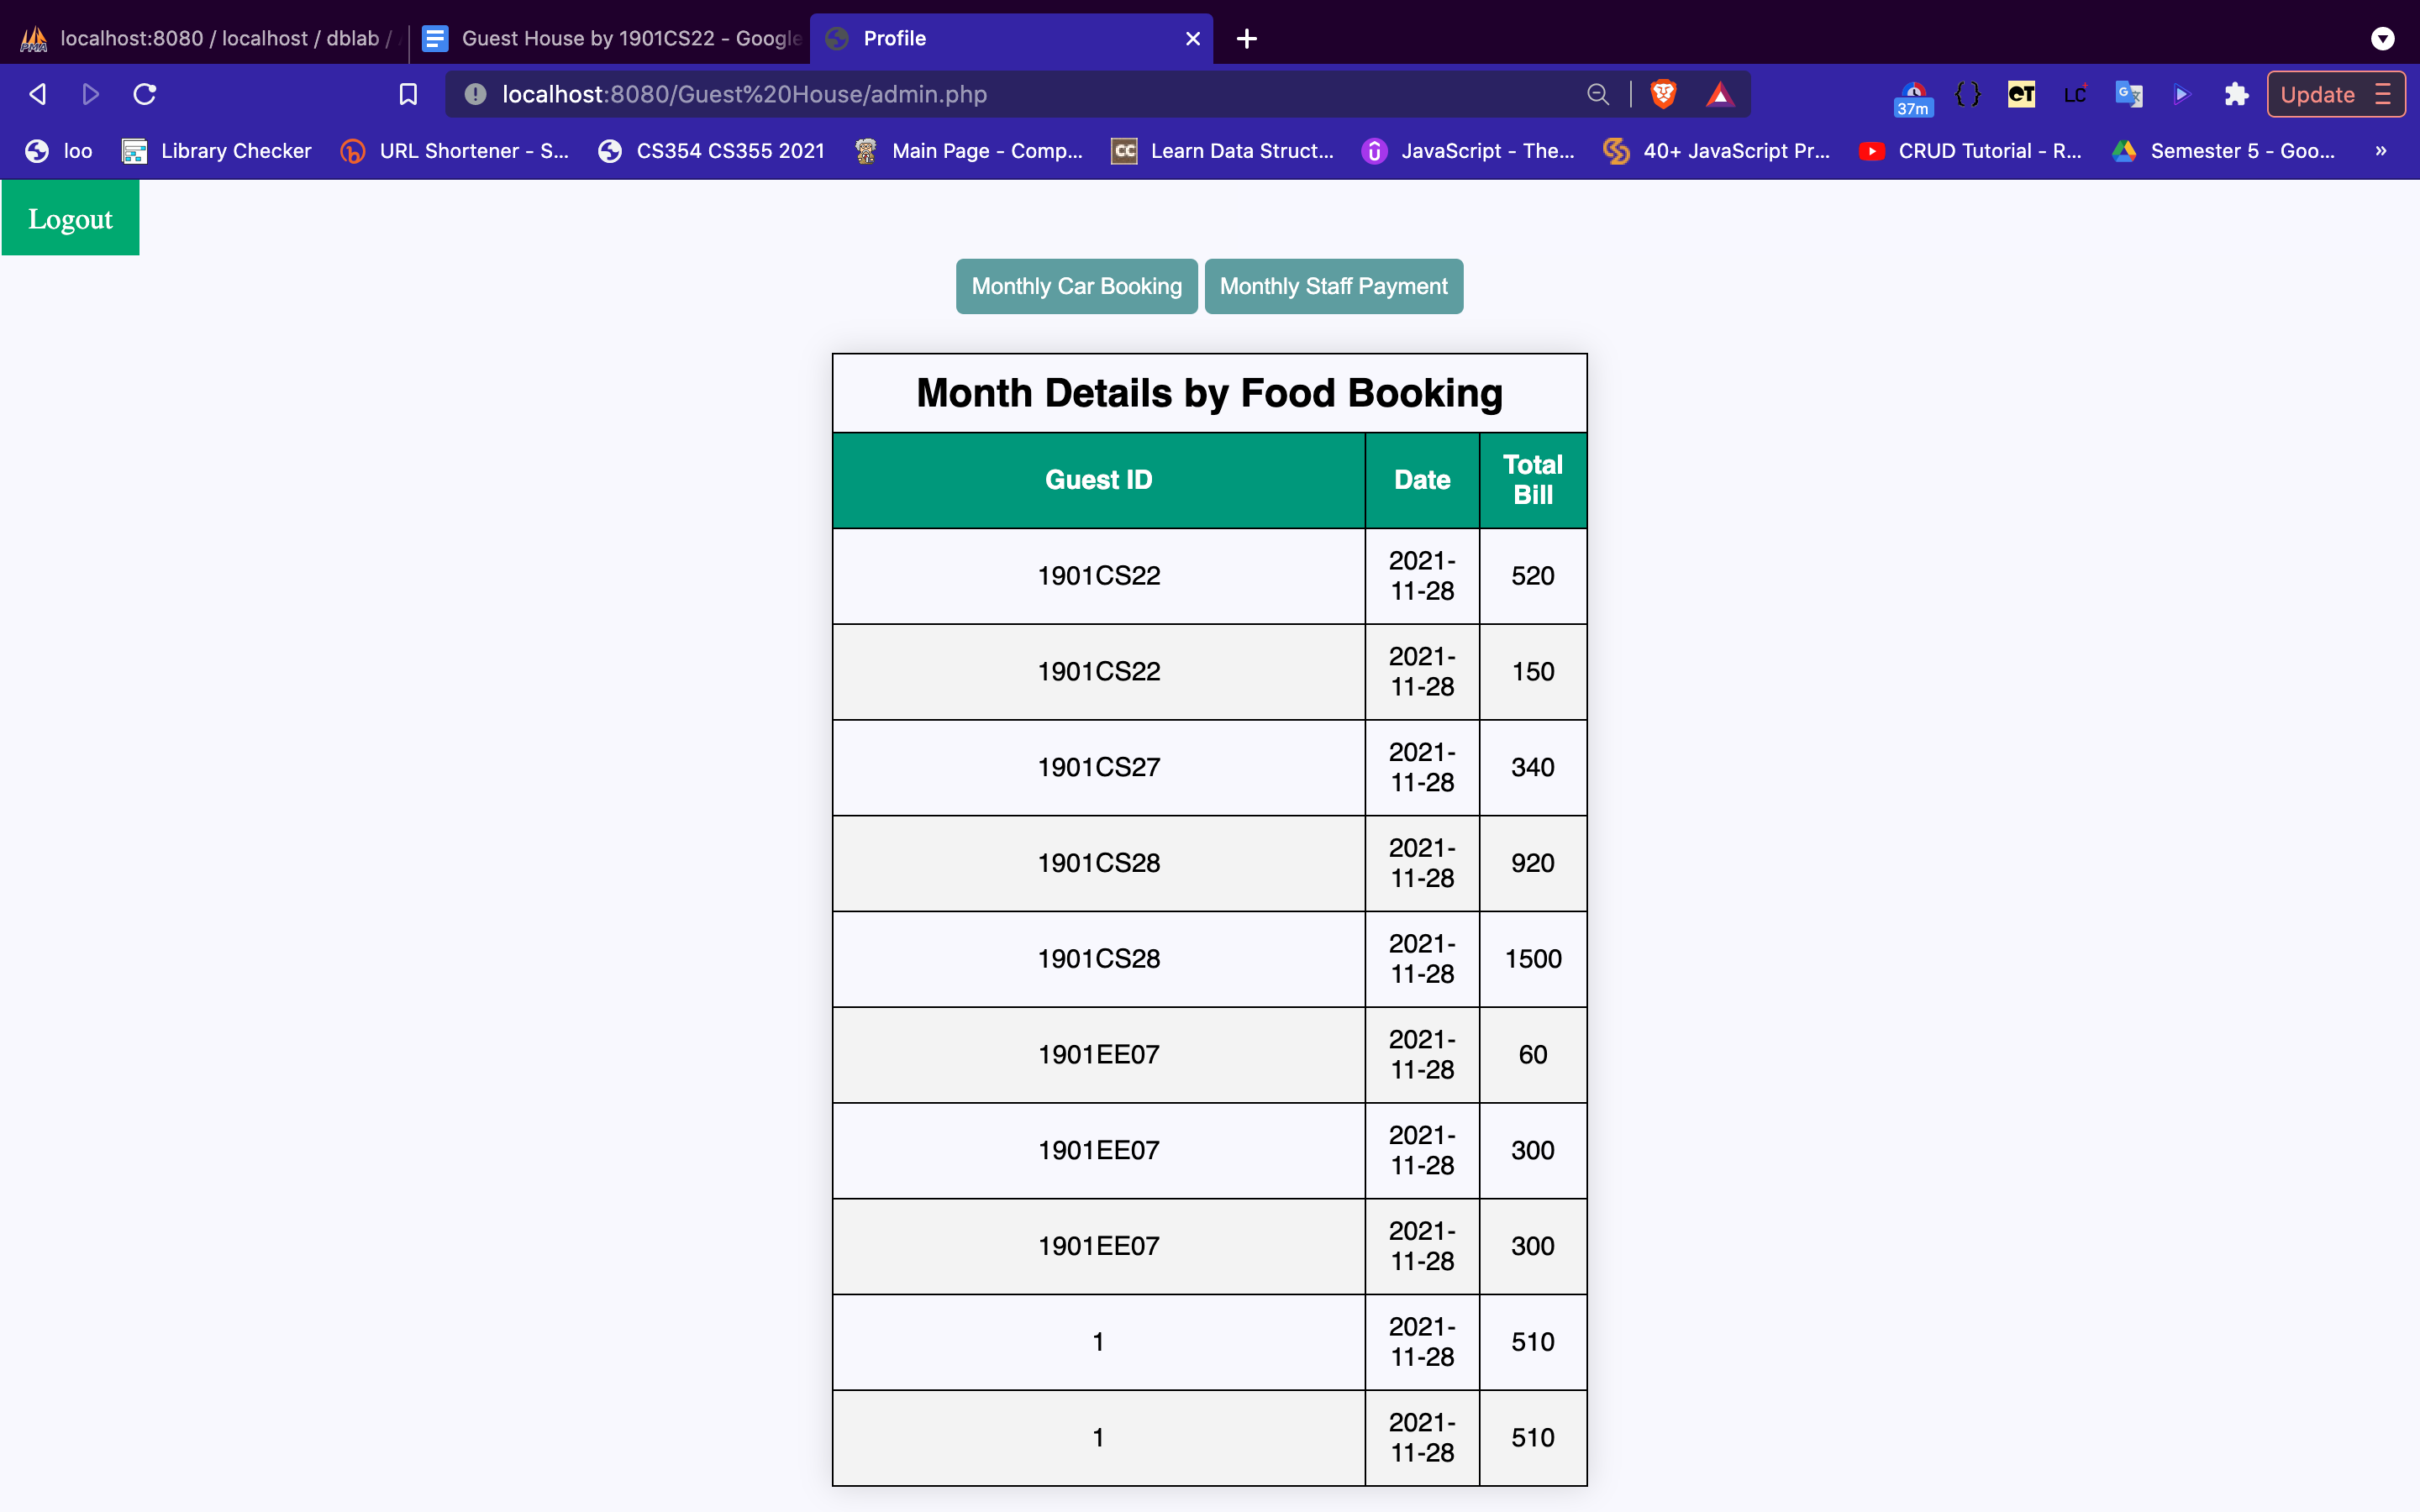 localhost:8080 / localhost / dblab /
Guest House by 1901CS22 - Google
Profile
localhost:8080/Guest%20House/admin.php
37m
CT
LC
Update
loo
Library Checker
URL Shortener - S...
CS354 CS355 2021
Main Page - Comp...
CC
Learn Data Struct...
JavaScript - The...
40+ JavaScript Pr...
CRUD Tutorial - R...
Semester 5 - Goo...
»
Logout
Monthly Car Booking
Monthly Staff Payment
Month Details by Food Booking
Guest ID
Date
Total
Bill
1901CS22
2021-
11-28
520
1901CS22
2021-
11-28
150
1901CS27
2021-
11-28
340
1901CS28
2021-
11-28
920
1901CS28
2021-
11-28
1500
1901EE07
2021-
11-28
60
1901EE07
2021-
11-28
300
1901EE07
2021-
11-28
300
1
2021-
11-28
510
1
2021-
11-28
510